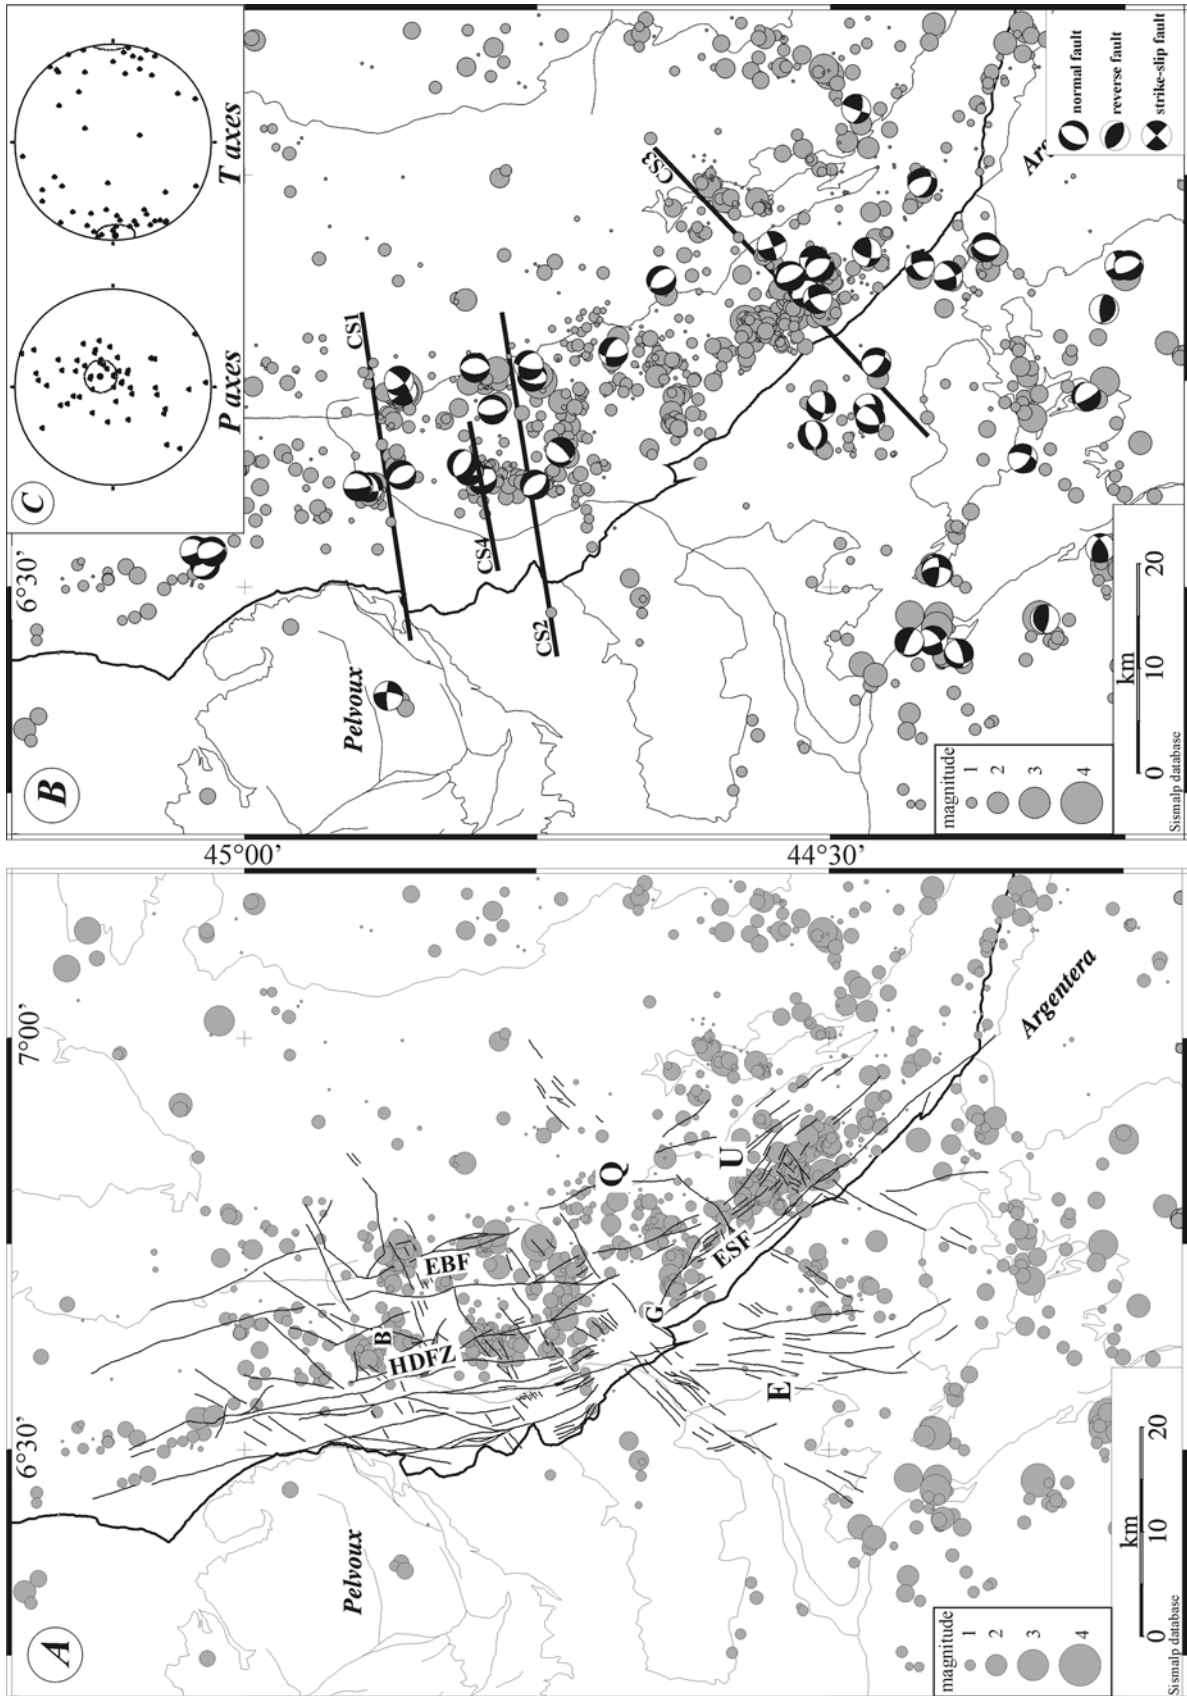 A
6°30'
7°00'
45°00'
44°30'
Pelvoux
Argentera
HDFZ
B
EBF
Q
U
G
ESF
E
magnitude
1
2
3
4
km
0
10
20
Sismalp database
B
6°30'
Pelvoux
CS1
CS4
CS2
CS3
C
P axes
T axes
magnitude
1
2
3
4
km
0
10
20
Sismalp database
normal fault
reverse fault
strike-slip fault